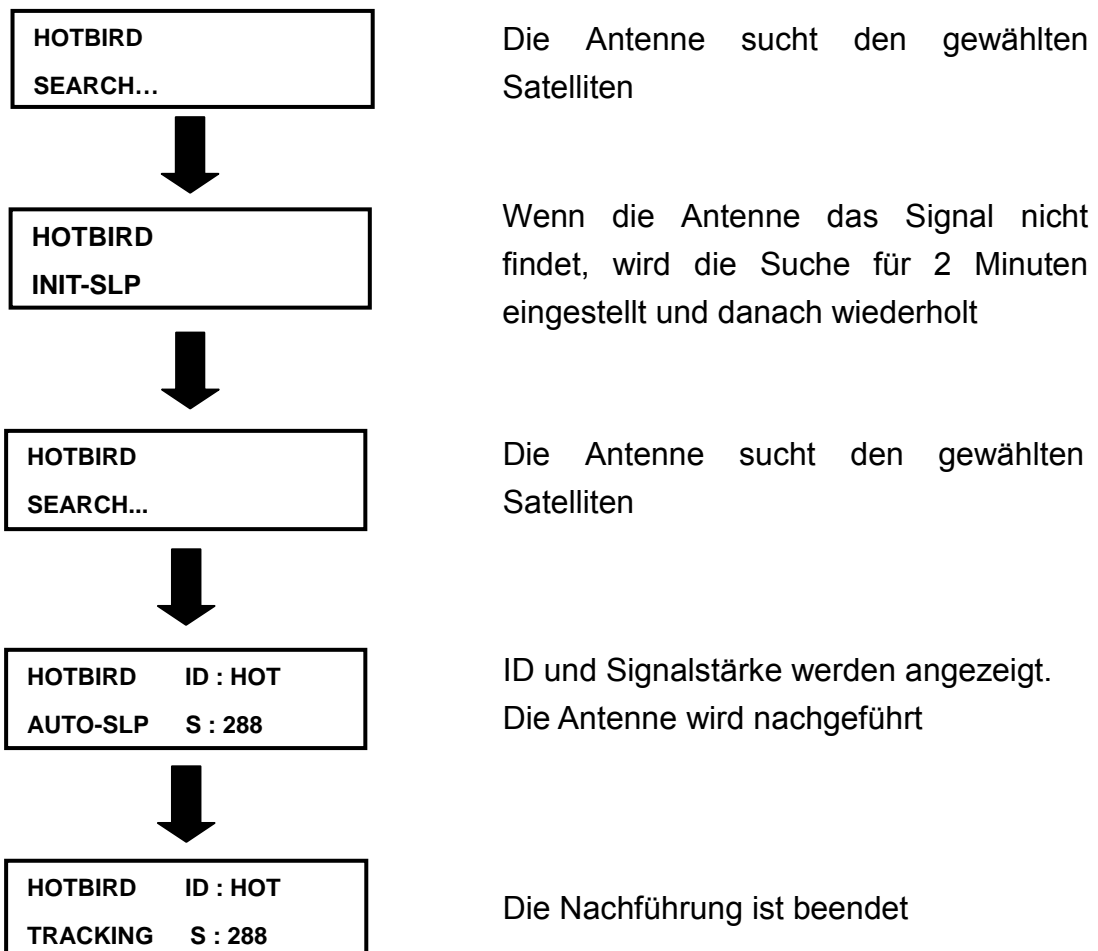 HOTBIRD
SEARCH…
Die Antenne sucht den gewählten
Satelliten
HOTBIRD
INIT-SLP
Wenn die Antenne das Signal nicht
findet, wird die Suche für 2 Minuten
eingestellt und danach wiederholt
HOTBIRD
SEARCH...
Die Antenne sucht den gewählten
Satelliten
HOTBIRD ID : HOT
AUTO-SLP S : 288
ID und Signalstärke werden angezeigt.
Die Antenne wird nachgeführt
HOTBIRD ID : HOT
TRACKING S : 288
Die Nachführung ist beendet